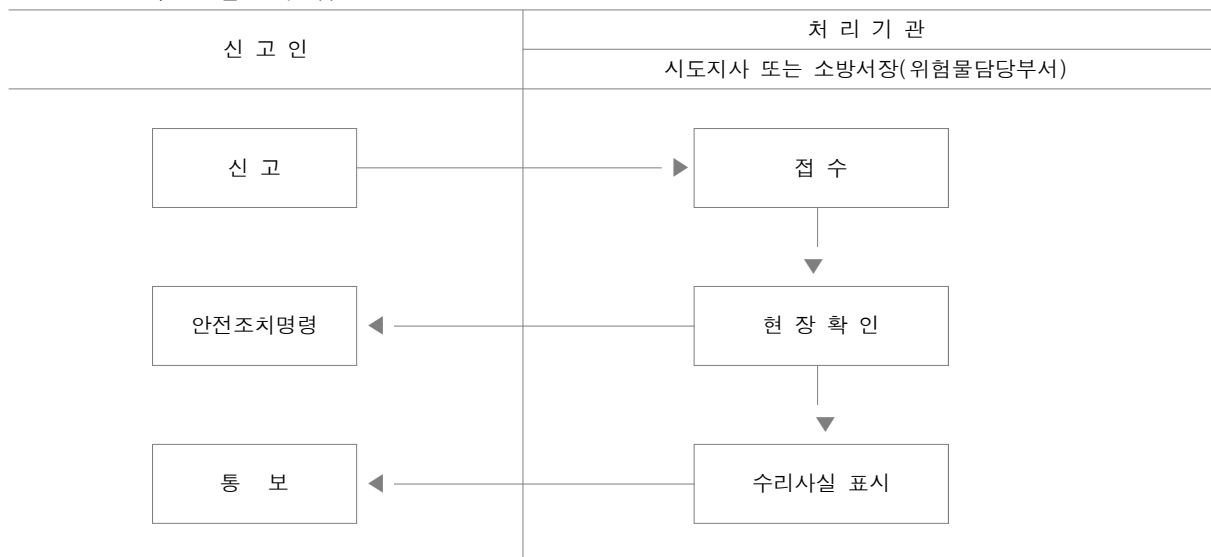 신 고 인
처 리 기 관
시도지사 또는 소방서장(위험물담당부서)
신 고
접 수
안전조치명령
현 장 확 인
통 보
수리사실 표시